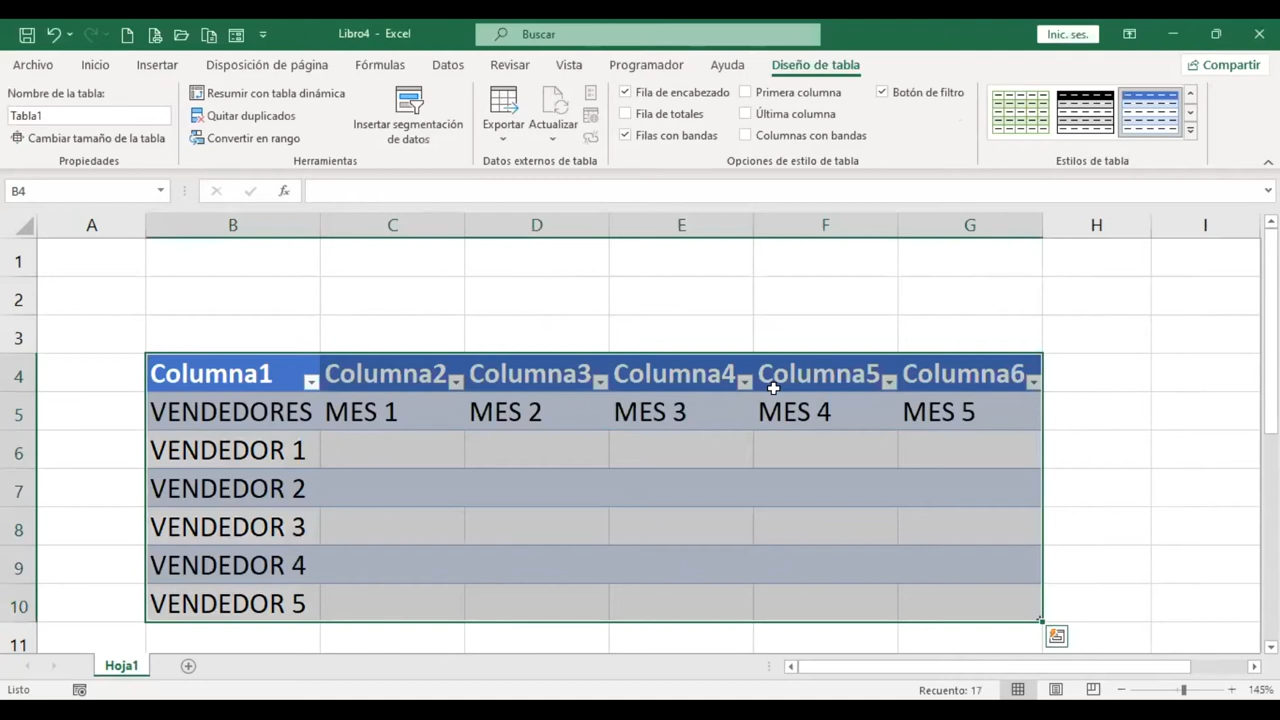 Libro4 - Excel
Buscar
Inic. ses.
Archivo Inicio Insertar Disposición de página Fórmulas Datos Revisar Vista Programador Ayuda Diseño de tabla Compartir
Nombre de la tabla:
Tabla1
Cambiar tamaño de la tabla
Propiedades
Resumir con tabla dinámica
Quitar duplicados
Convertir en rango
Insertar segmentación
de datos
Herramientas
Exportar Actualizar
Datos externos de tabla
Fila de encabezado Primera columna Botón de filtro
Fila de totales Última columna
Filas con bandas Columnas con bandas
Opciones de estilo de tabla
Estilos de tabla
B4 fx
A B C D E F G H I
1
2
3
4 Columna1 Columna2 Columna3 Columna4 Columna5 Columna6
5 VENDEDORES MES 1 MES 2 MES 3 MES 4 MES 5
6 VENDEDOR 1
7 VENDEDOR 2
8 VENDEDOR 3
9 VENDEDOR 4
10 VENDEDOR 5
11
Hoja1
Listo Recuento: 17 145%